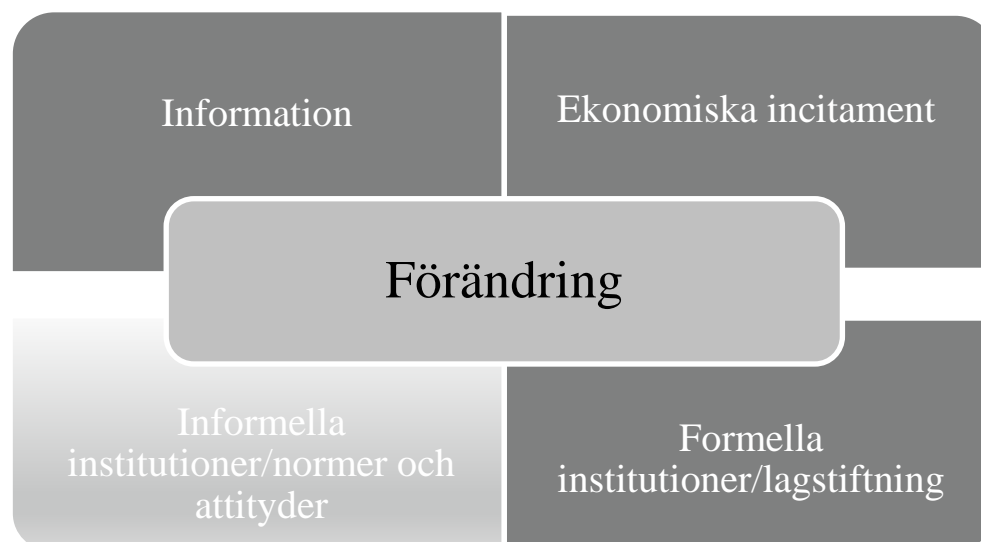 Information
Ekonomiska incitament
Förändring
Informella
institutioner/normer och
attityder
Formella
institutioner/lagstiftning